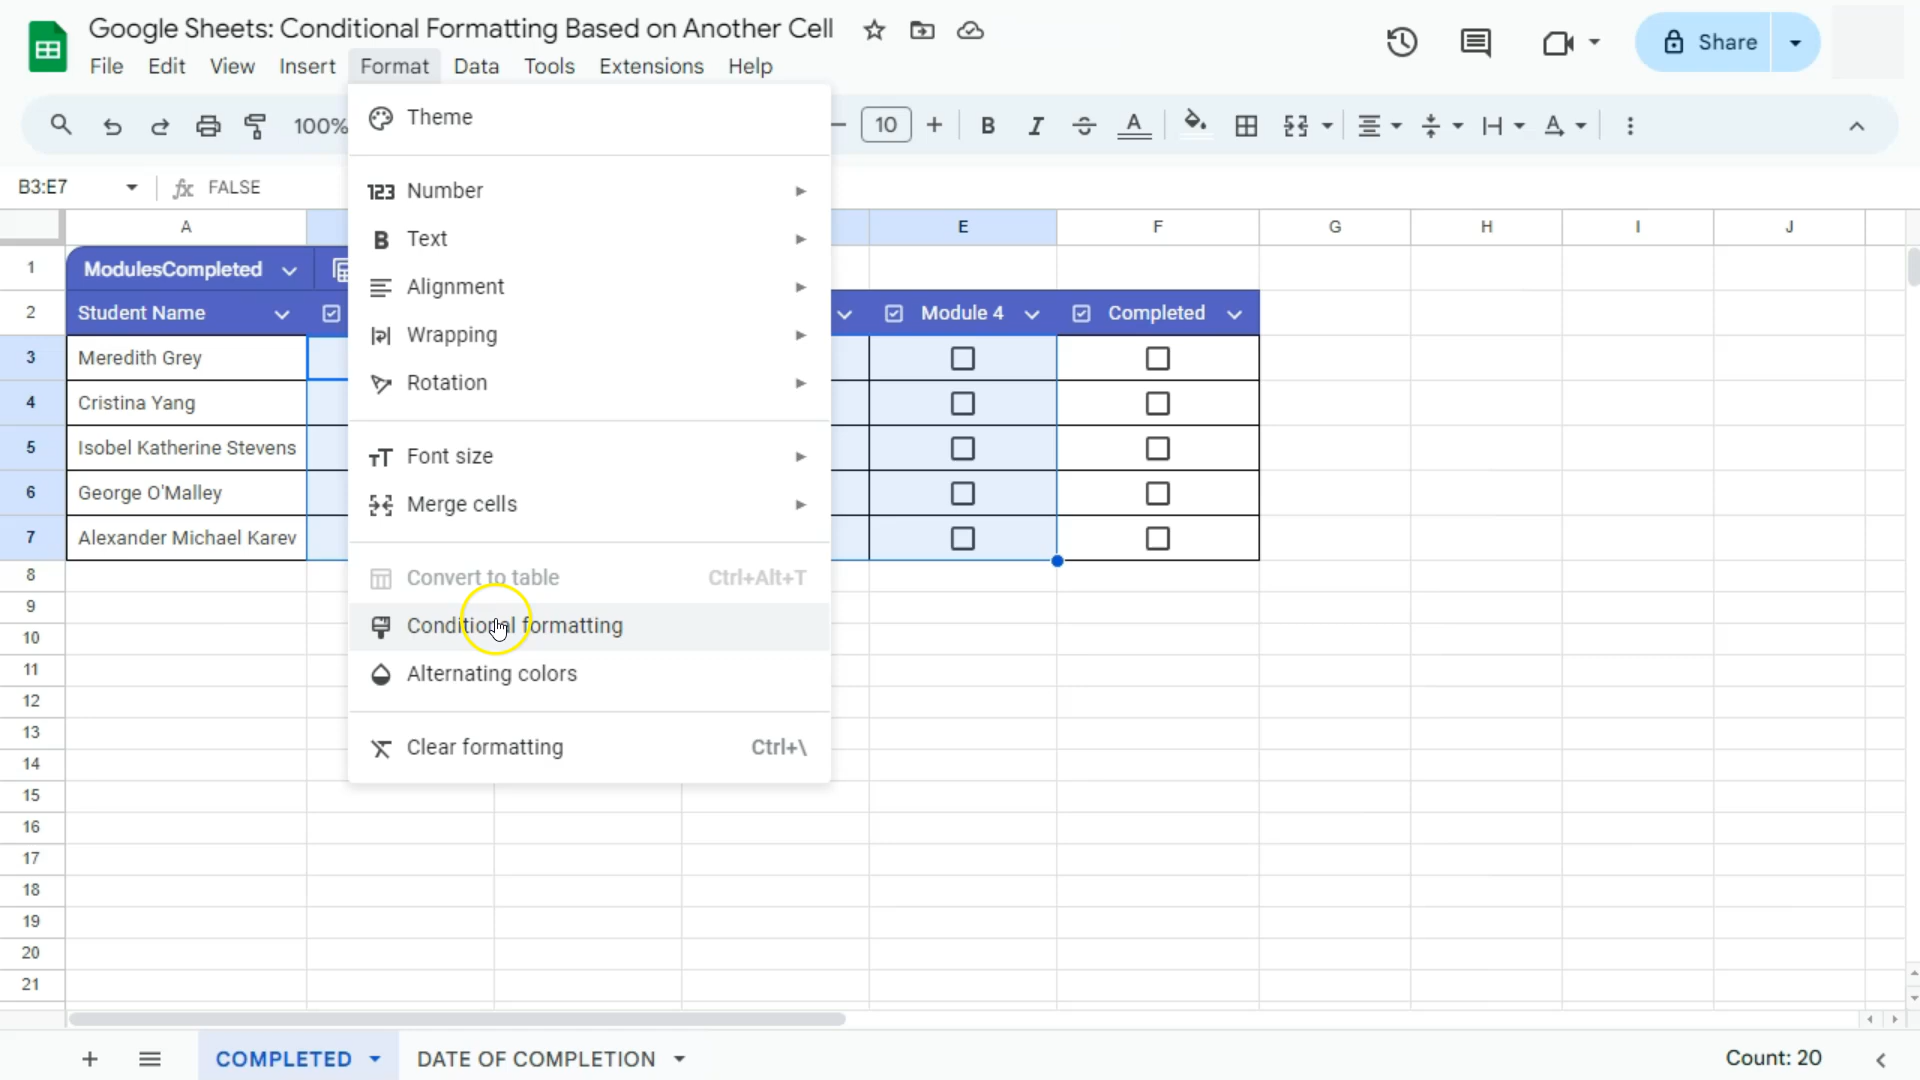 Google Sheets: Conditional Formatting Based on Another Cell
File Edit View Insert Format Data Tools Extensions Help
Share
100%
10
B3:E7
FALSE
A E F G H I J
1 ModulesCompleted
2 Student Name Module 4 Completed
3 Meredith Grey
4 Cristina Yang
5 Isobel Katherine Stevens
6 George O'Malley
7 Alexander Michael Karev
8
9
10
11
12
13
14
15
16
17
18
19
20
21
Theme
123 Number
Text
Alignment
Wrapping
Rotation
Font size
Merge cells
Convert to table Ctrl+Alt+T
Conditional formatting
Alternating colors
Clear formatting Ctrl+\
COMPLETED DATE OF COMPLETION Count: 20